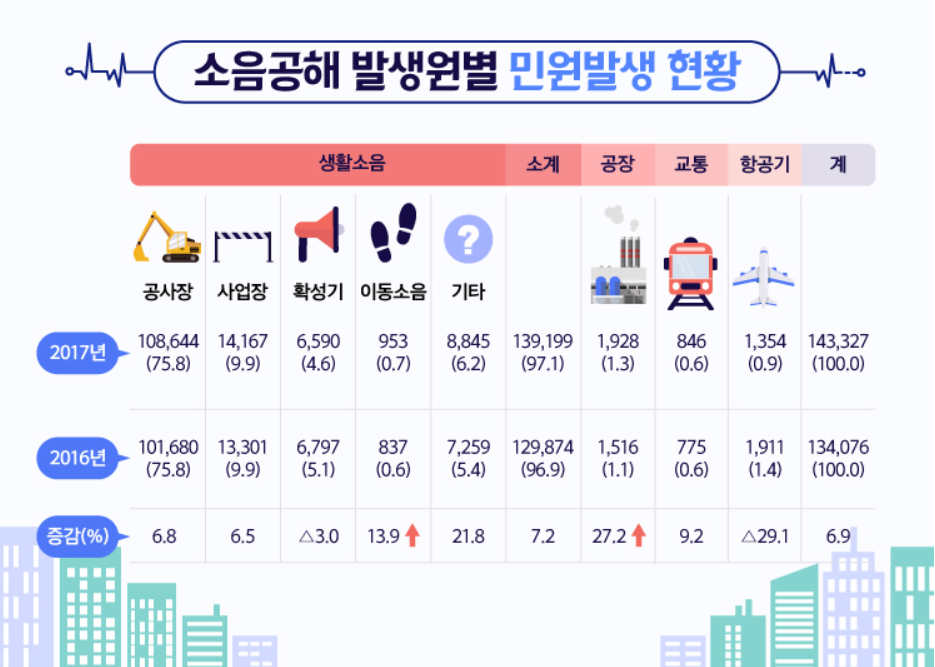 소음공해 발생원별 민원발생 현황
생활소음 소계 공장 교통 항공기 계
?
공사장 사업장 확성기 이동소음 기타
2017년
108,644 14,167 6,590 953 8,845 139,199 1,928 846 1,354 143,327
(75.8) (9.9) (4.6) (0.7) (6.2) (97.1) (1.3) (0.6) (0.9) (100.0)
2016년
101,680 13,301 6,797 837 7,259 129,874 1,516 775 1,911 134,076
(75.8) (9.9) (5.1) (0.6) (5.4) (96.9) (1.1) (0.6) (1.4) (100.0)
증감(%) 6.8 6.5 △3.0 13.9 21.8 7.2 27.2 9.2 △29.1 6.9